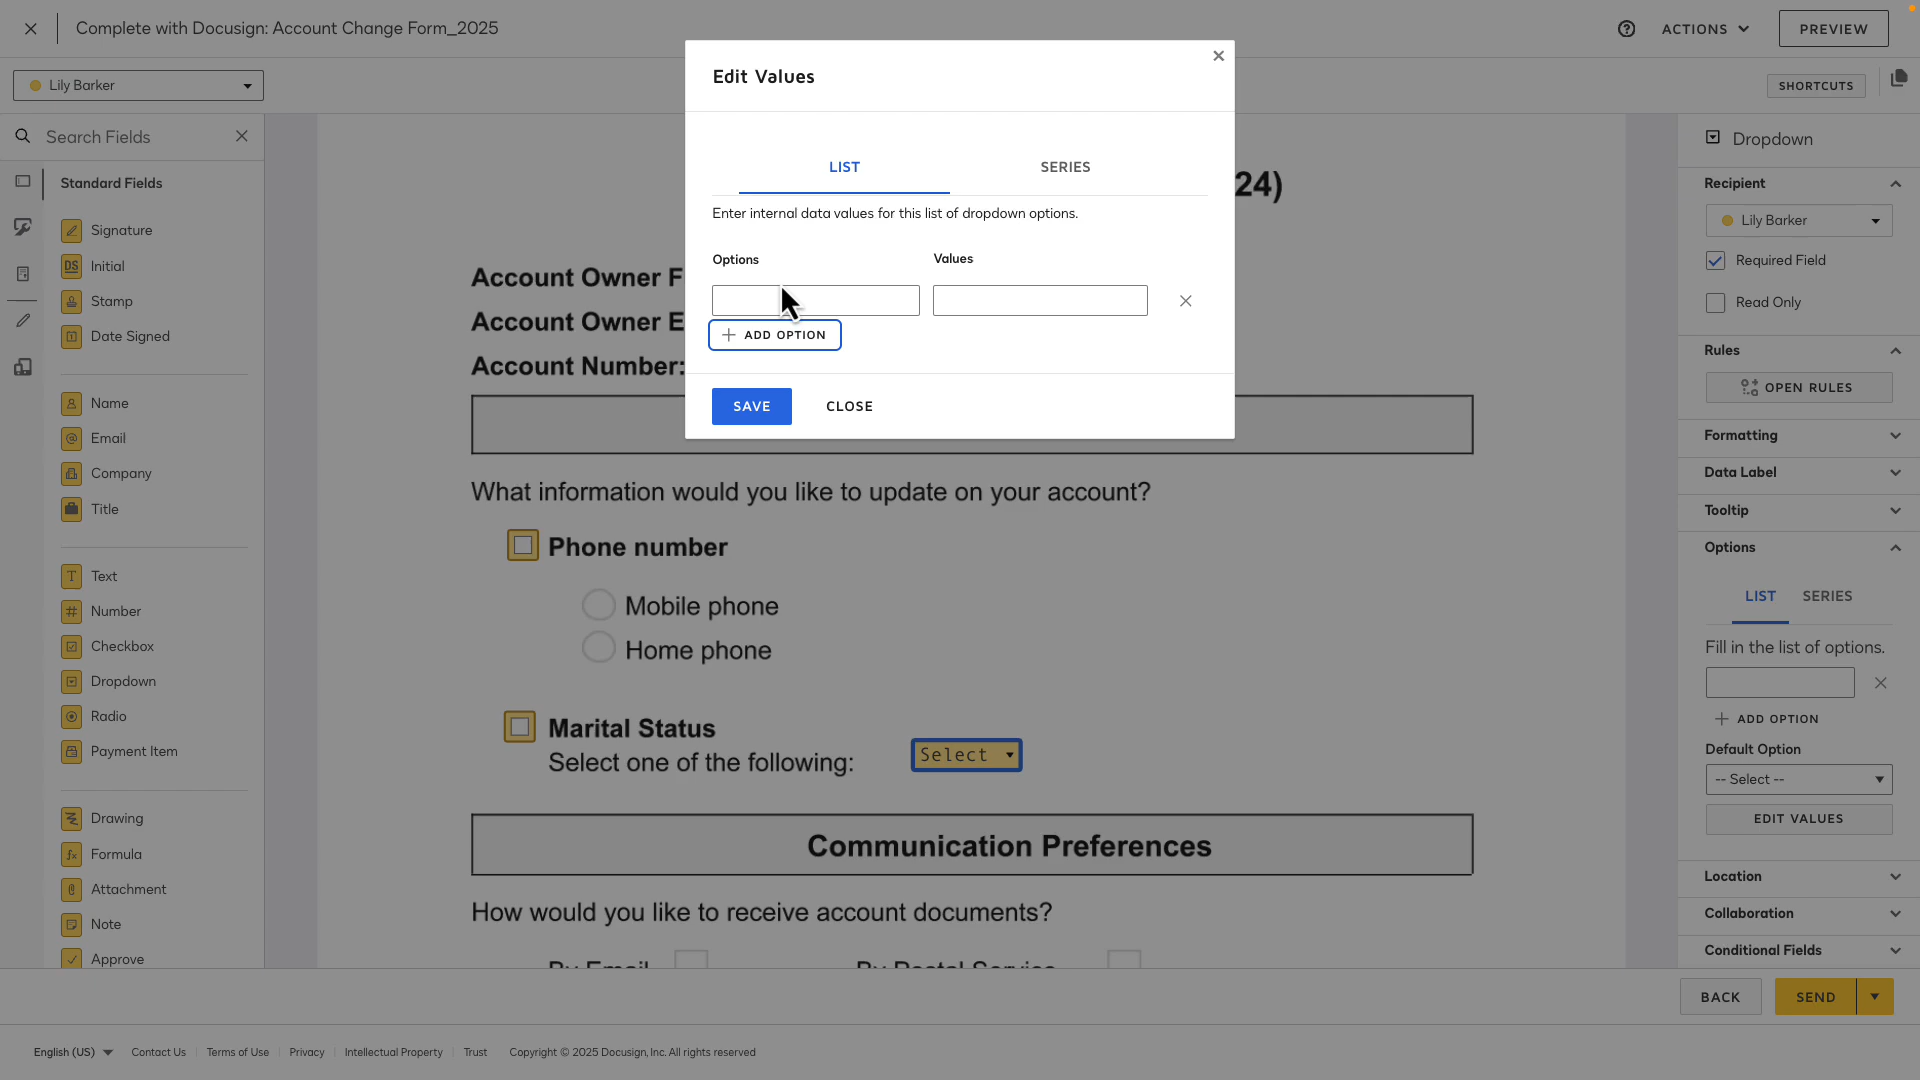 Complete with Docusign: Account Change Form_2025
ACTIONS
PREVIEW
Lily Barker
SHORTCUTS
Search Fields
Standard Fields
Signature
DS Initial
Stamp
Date Signed
Name
Email
Company
Title
Text
Number
Checkbox
Dropdown
Radio
Payment Item
Drawing
Formula
Attachment
Note
Approve
Edit Values
LIST
SERIES
Enter internal data values for this list of dropdown options.
Options
Values
ADD OPTION
SAVE
CLOSE
24)
Account Owner
Account Owner
Account Number:
What information would you like to update on your account?
Phone number
Mobile phone
Home phone
Marital Status
Select one of the following:
Select
Communication Preferences
How would you like to receive account documents?
By Email
By Postal Service
Dropdown
Recipient
Lily Barker
Required Field
Read Only
Rules
OPEN RULES
Formatting
Data Label
Tooltip
Options
LIST
SERIES
Fill in the list of options.
ADD OPTION
Default Option
-- Select --
EDIT VALUES
Location
Collaboration
Conditional Fields
BACK
SEND
English (US)
Contact Us
Terms of Use
Privacy
Intellectual Property
Trust
Copyright © 2025 Docusign, Inc. All rights reserved